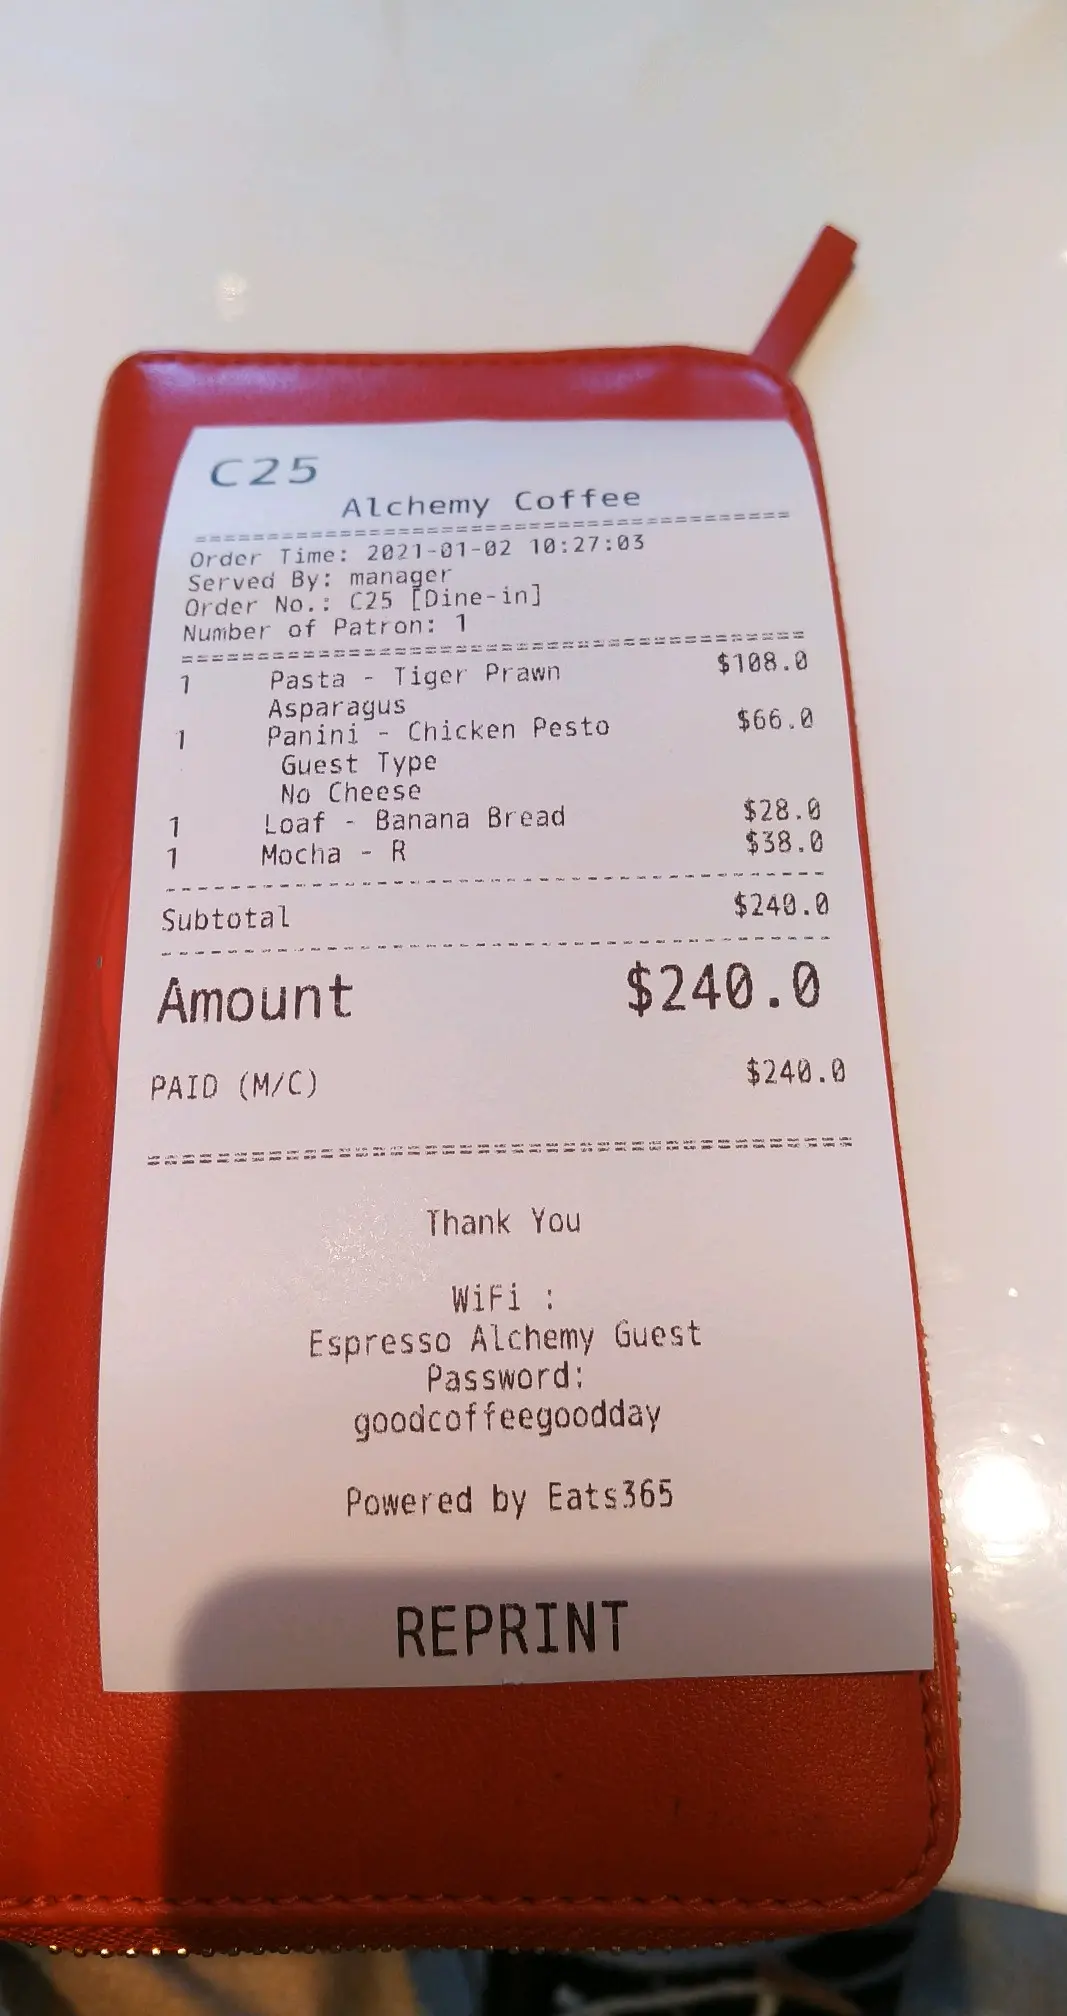 C25
Alchemy Coffee
Order Time: 2021-01-02 10:27:03
Served By: manager
Order No.: C25 [Dine-in]
Number of Patron: 1
1 Pasta - Tiger Prawn $108.0
Asparagus
1 Panini - Chicken Pesto $66.0
Guest Type
No Cheese
1 Loaf - Banana Bread $28.0
1 Mocha - R $38.0
Subtotal $240.0
Amount $240.0
PAID (M/C) $240.0
Thank You
WiFi :
Espresso Alchemy Guest
Password:
goodcoffeegoodday
Powered by Eats365
REPRINT